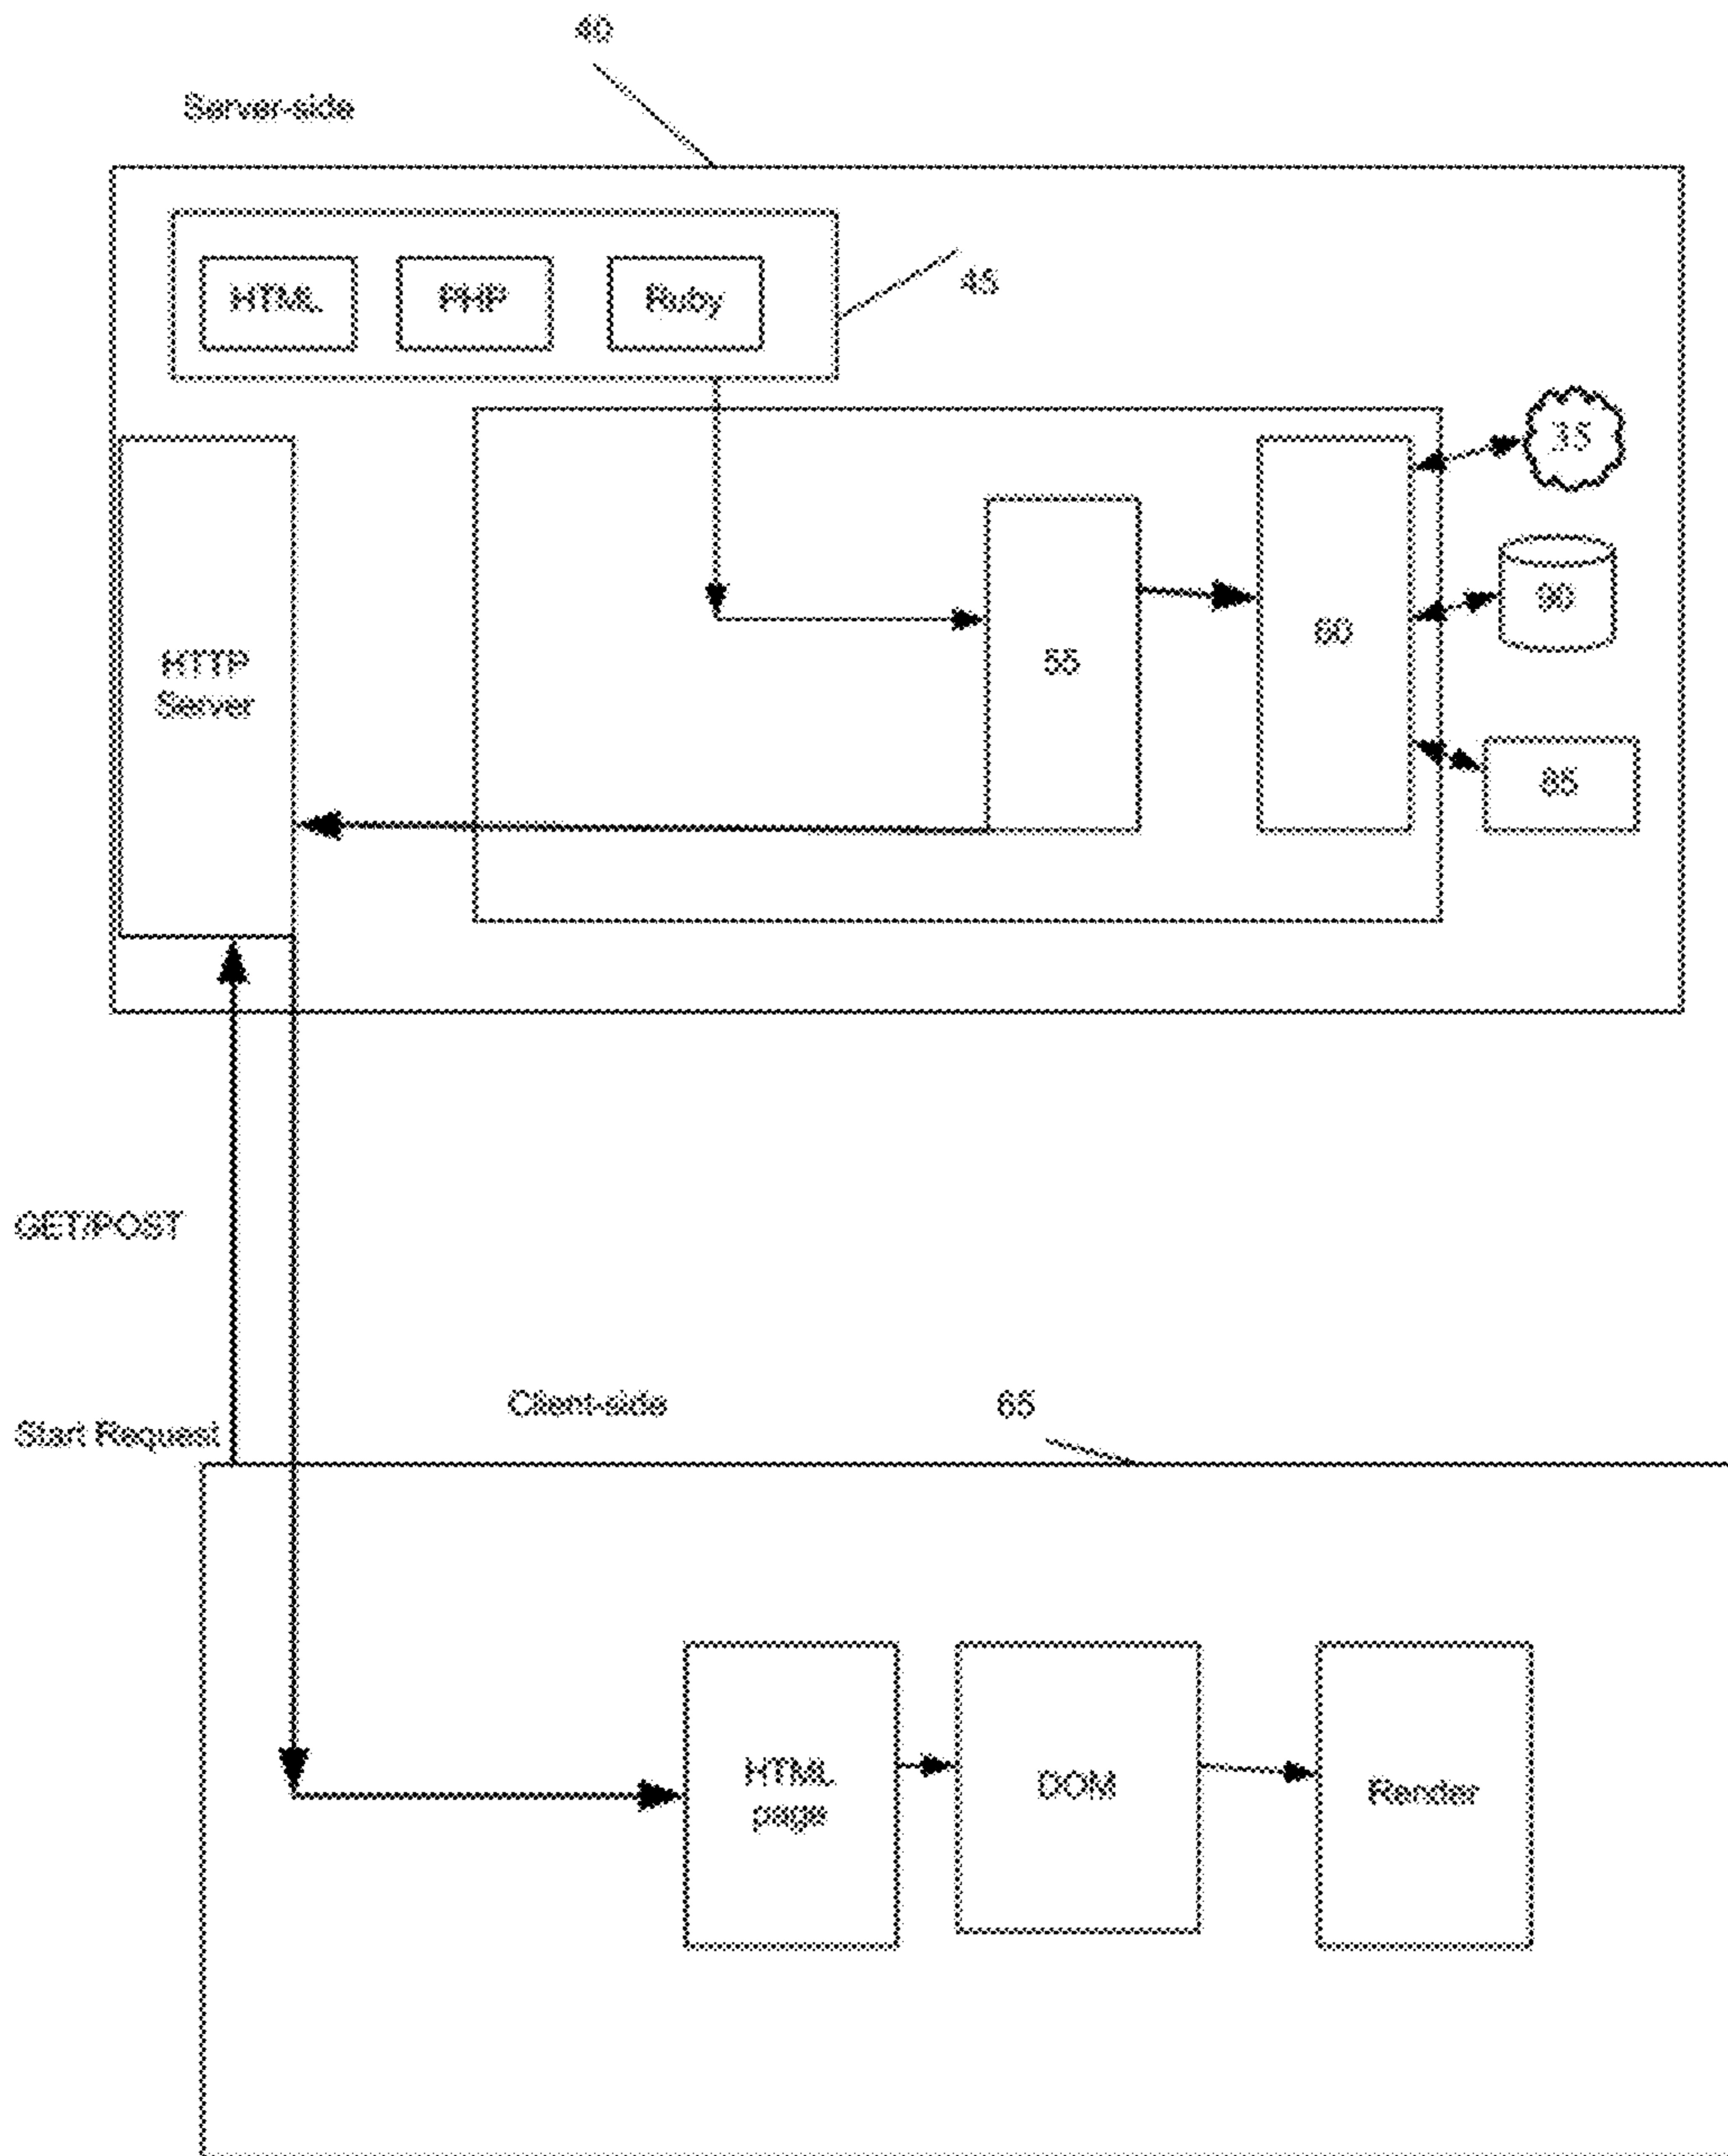 40
Server-side
HTML
PHP
Ruby
45
35
90
60
55
HTTP
Server
85
GET/POST
Client-side
65
Start Request
HTML
page
DOM
Render